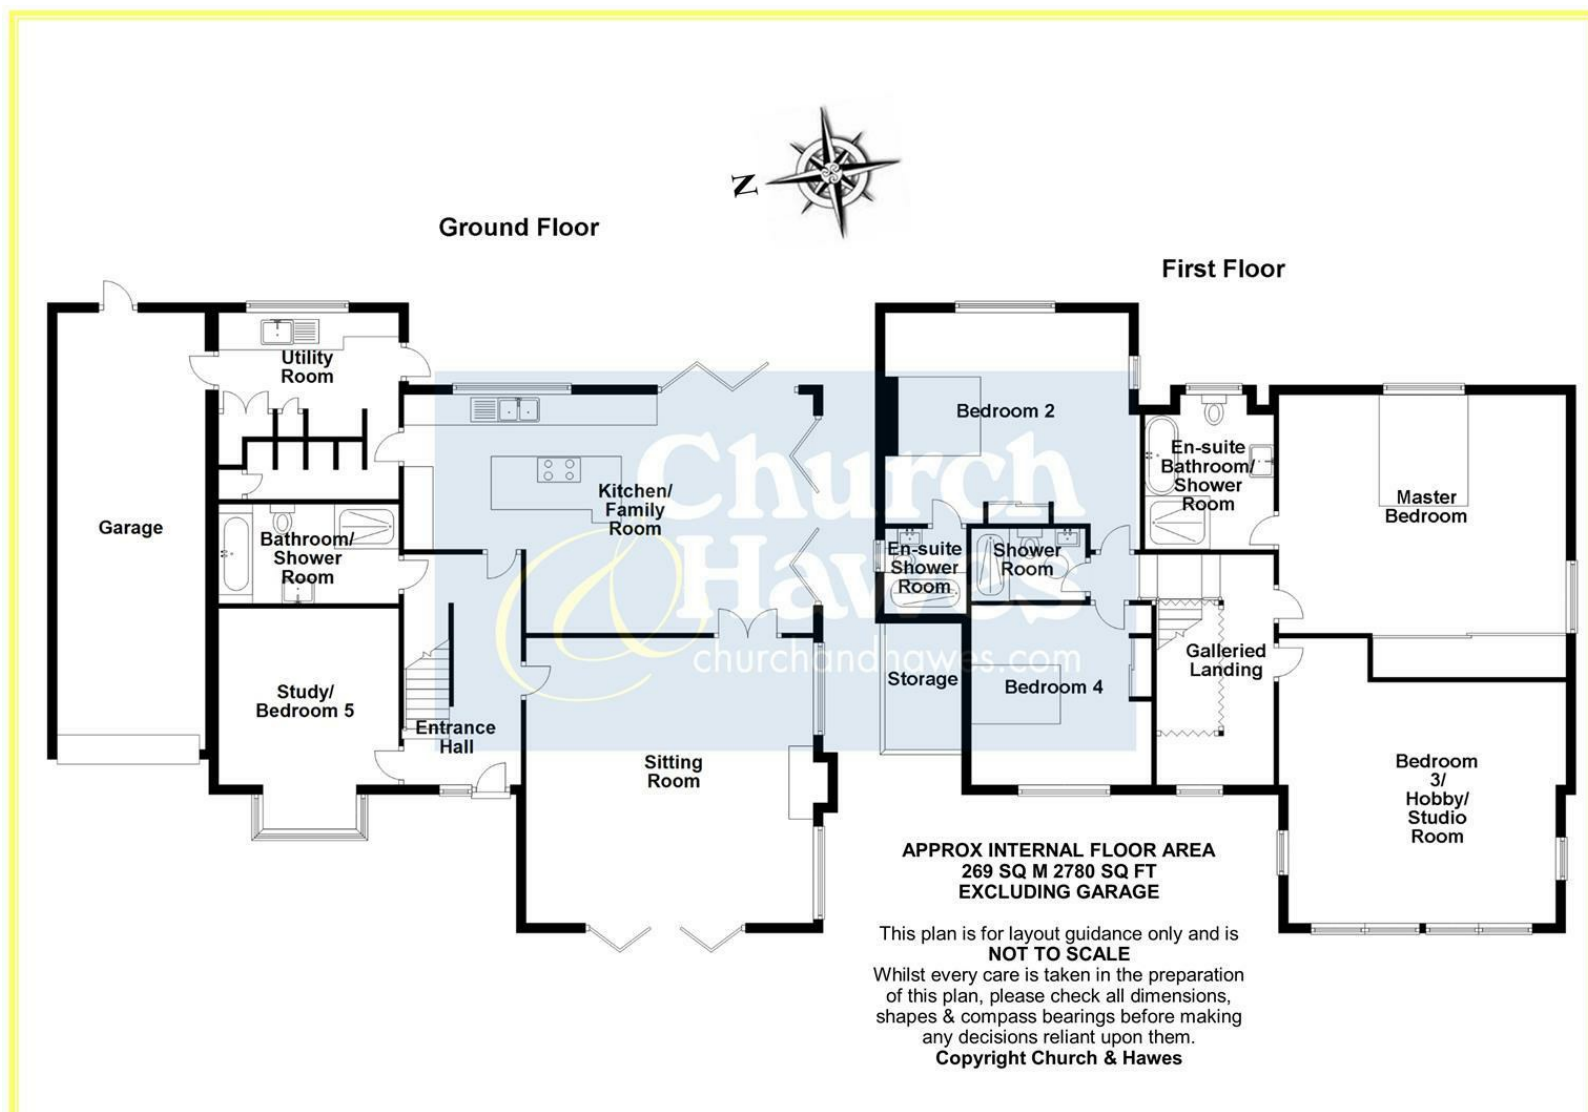 N
Ground Floor
First Floor
Utility
Room
Garage
Bathroom/
Shower
Room
Kitchen/
Family
Room
Study/
Bedroom 5
Entrance
Hall
Sitting
Room
Church
& Hawes
churchandhawes.com
Bedroom 2
En-suite
Bathroom/
Shower
Room
Master
Bedroom
En-suite
Shower
Room
Shower
Room
Storage
Bedroom 4
Galleried
Landing
Bedroom
3/
Hobby/
Studio
Room
APPROX INTERNAL FLOOR AREA
269 SQ M 2780 SQ FT
EXCLUDING GARAGE
This plan is for layout guidance only and is
NOT TO SCALE
Whilst every care is taken in the preparation
of this plan, please check all dimensions,
shapes & compass bearings before making
any decisions reliant upon them.
Copyright Church & Hawes